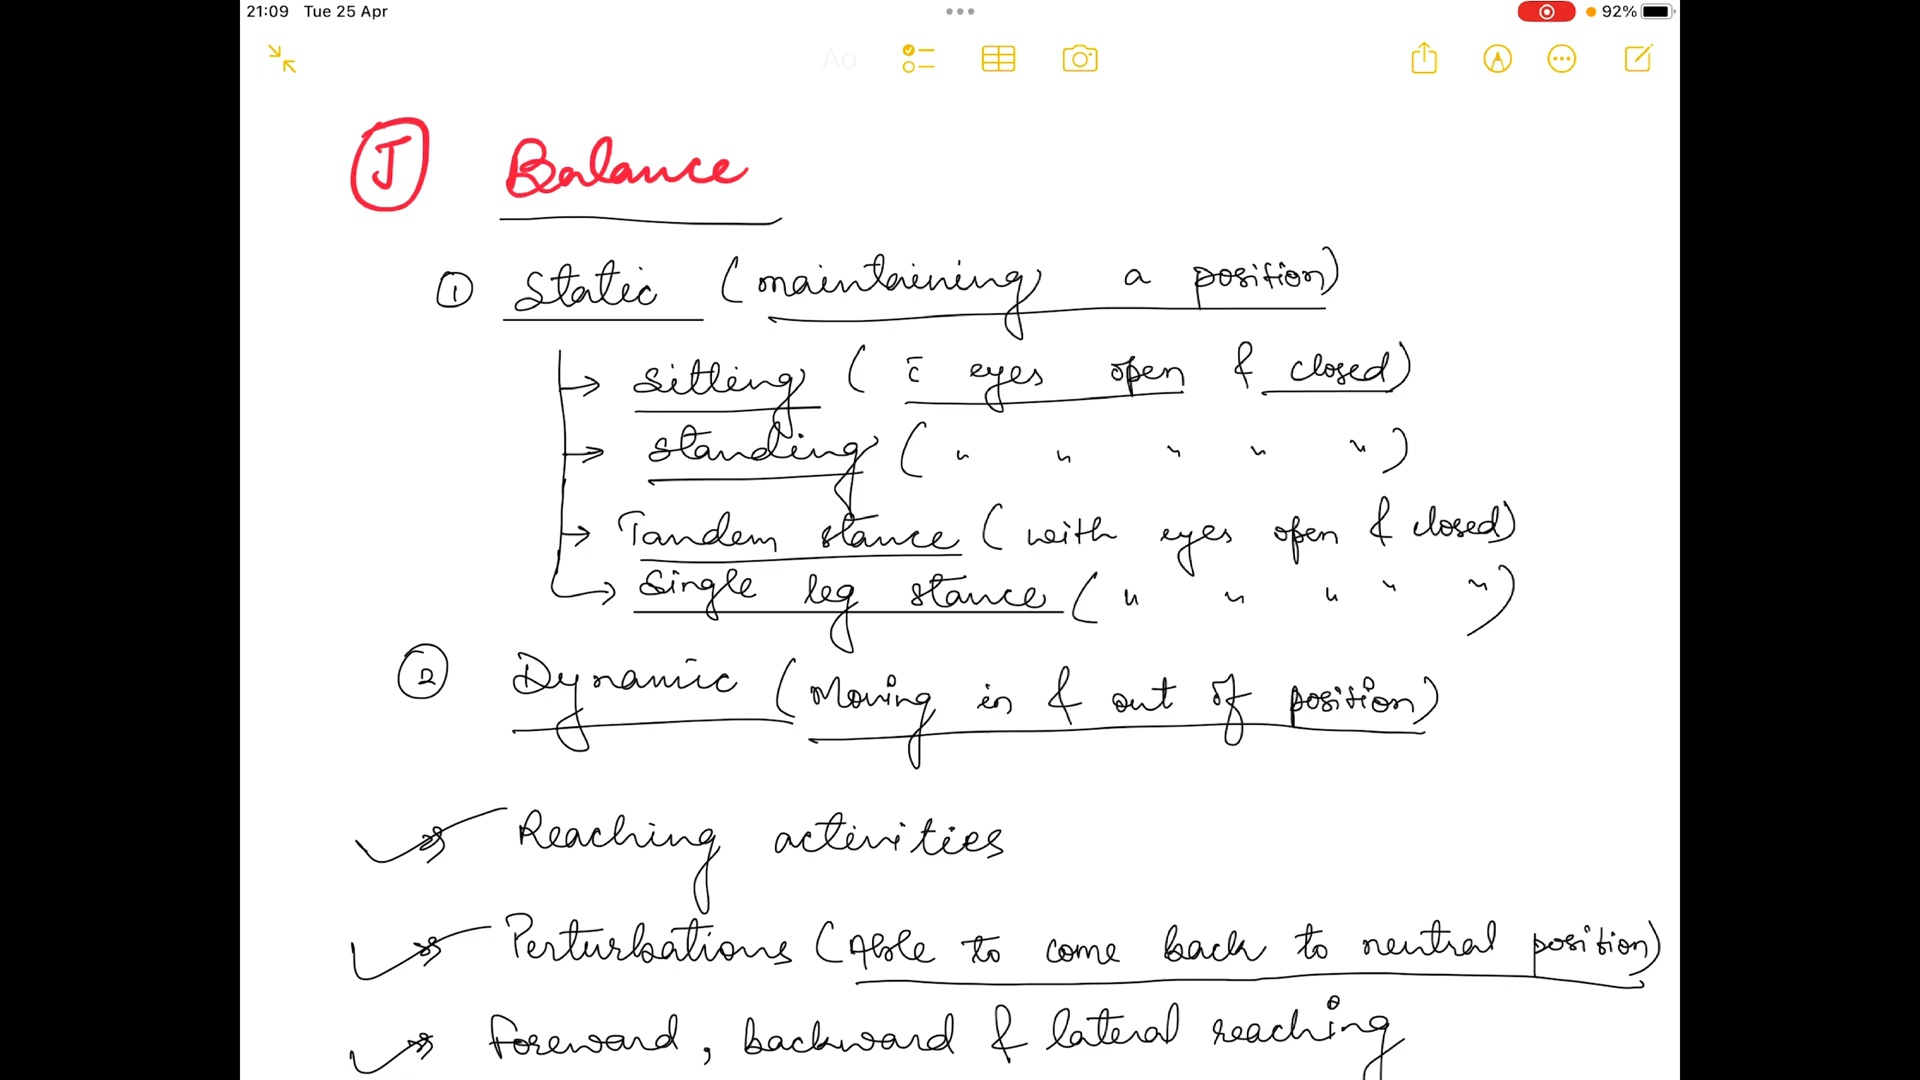 21:09 Tue 25 Apr
92%
Aa
J Balance
1 Static (maintaining a position)
→ sitting (c̄ eyes open & closed)
→ standing ( " " " " " )
→ Tandem stance (with eyes open & closed)
→ single leg stance ( " " " " " )
2 Dynamic (Moving in & out of position)
Reaching activities
Perturbations (Able to come back to neutral position)
Foreward, backward & lateral reaching